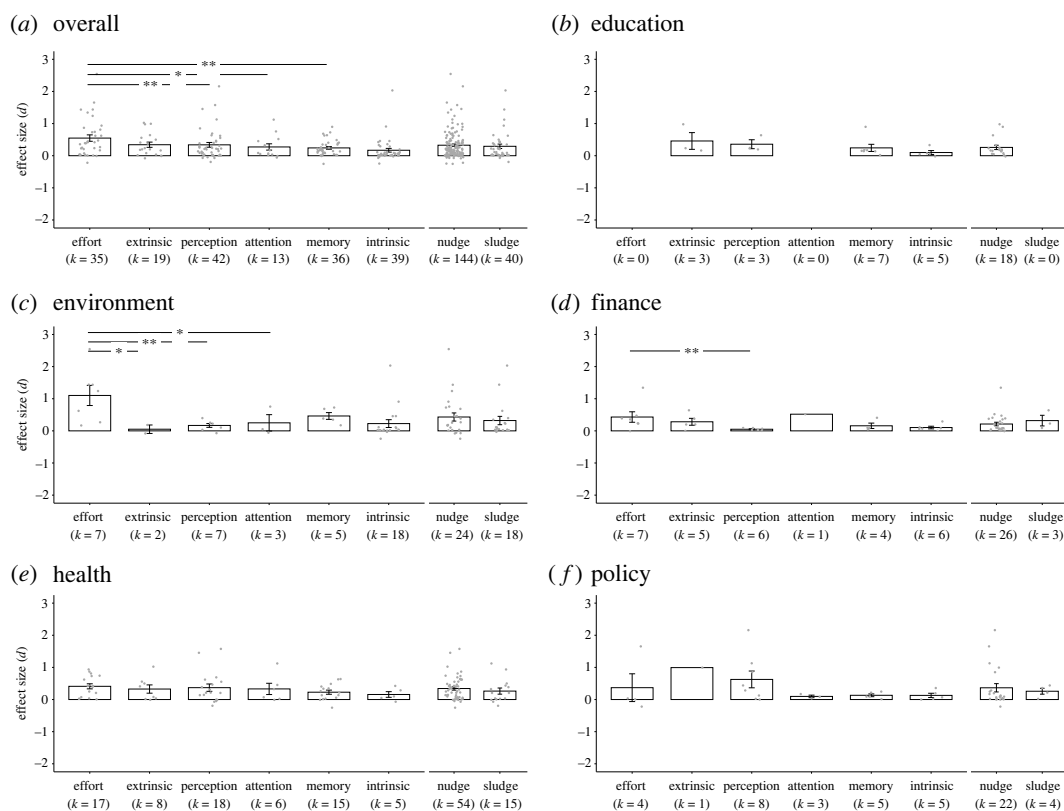 (a) overall
3
2
1
0
−1
−2
effect size (d)
**
*
**
effort extrinsic perception attention memory intrinsic nudge sludge
(k = 35) (k = 19) (k = 42) (k = 13) (k = 36) (k = 39) (k = 144) (k = 40)
(b) education
3
2
1
0
−1
−2
effort extrinsic perception attention memory intrinsic nudge sludge
(k = 0) (k = 3) (k = 3) (k = 0) (k = 7) (k = 5) (k = 18) (k = 0)
(c) environment
3
2
1
0
−1
−2
effect size (d)
*
**
*
effort extrinsic perception attention memory intrinsic nudge sludge
(k = 7) (k = 2) (k = 7) (k = 3) (k = 5) (k = 18) (k = 24) (k = 18)
(d) finance
3
2
1
0
−1
−2
**
effort extrinsic perception attention memory intrinsic nudge sludge
(k = 7) (k = 5) (k = 6) (k = 1) (k = 4) (k = 6) (k = 26) (k = 3)
(e) health
3
2
1
0
−1
−2
effect size (d)
effort extrinsic perception attention memory intrinsic nudge sludge
(k = 17) (k = 8) (k = 18) (k = 6) (k = 15) (k = 5) (k = 54) (k = 15)
(f) policy
3
2
1
0
−1
−2
effort extrinsic perception attention memory intrinsic nudge sludge
(k = 4) (k = 1) (k = 8) (k = 3) (k = 5) (k = 5) (k = 22) (k = 4)